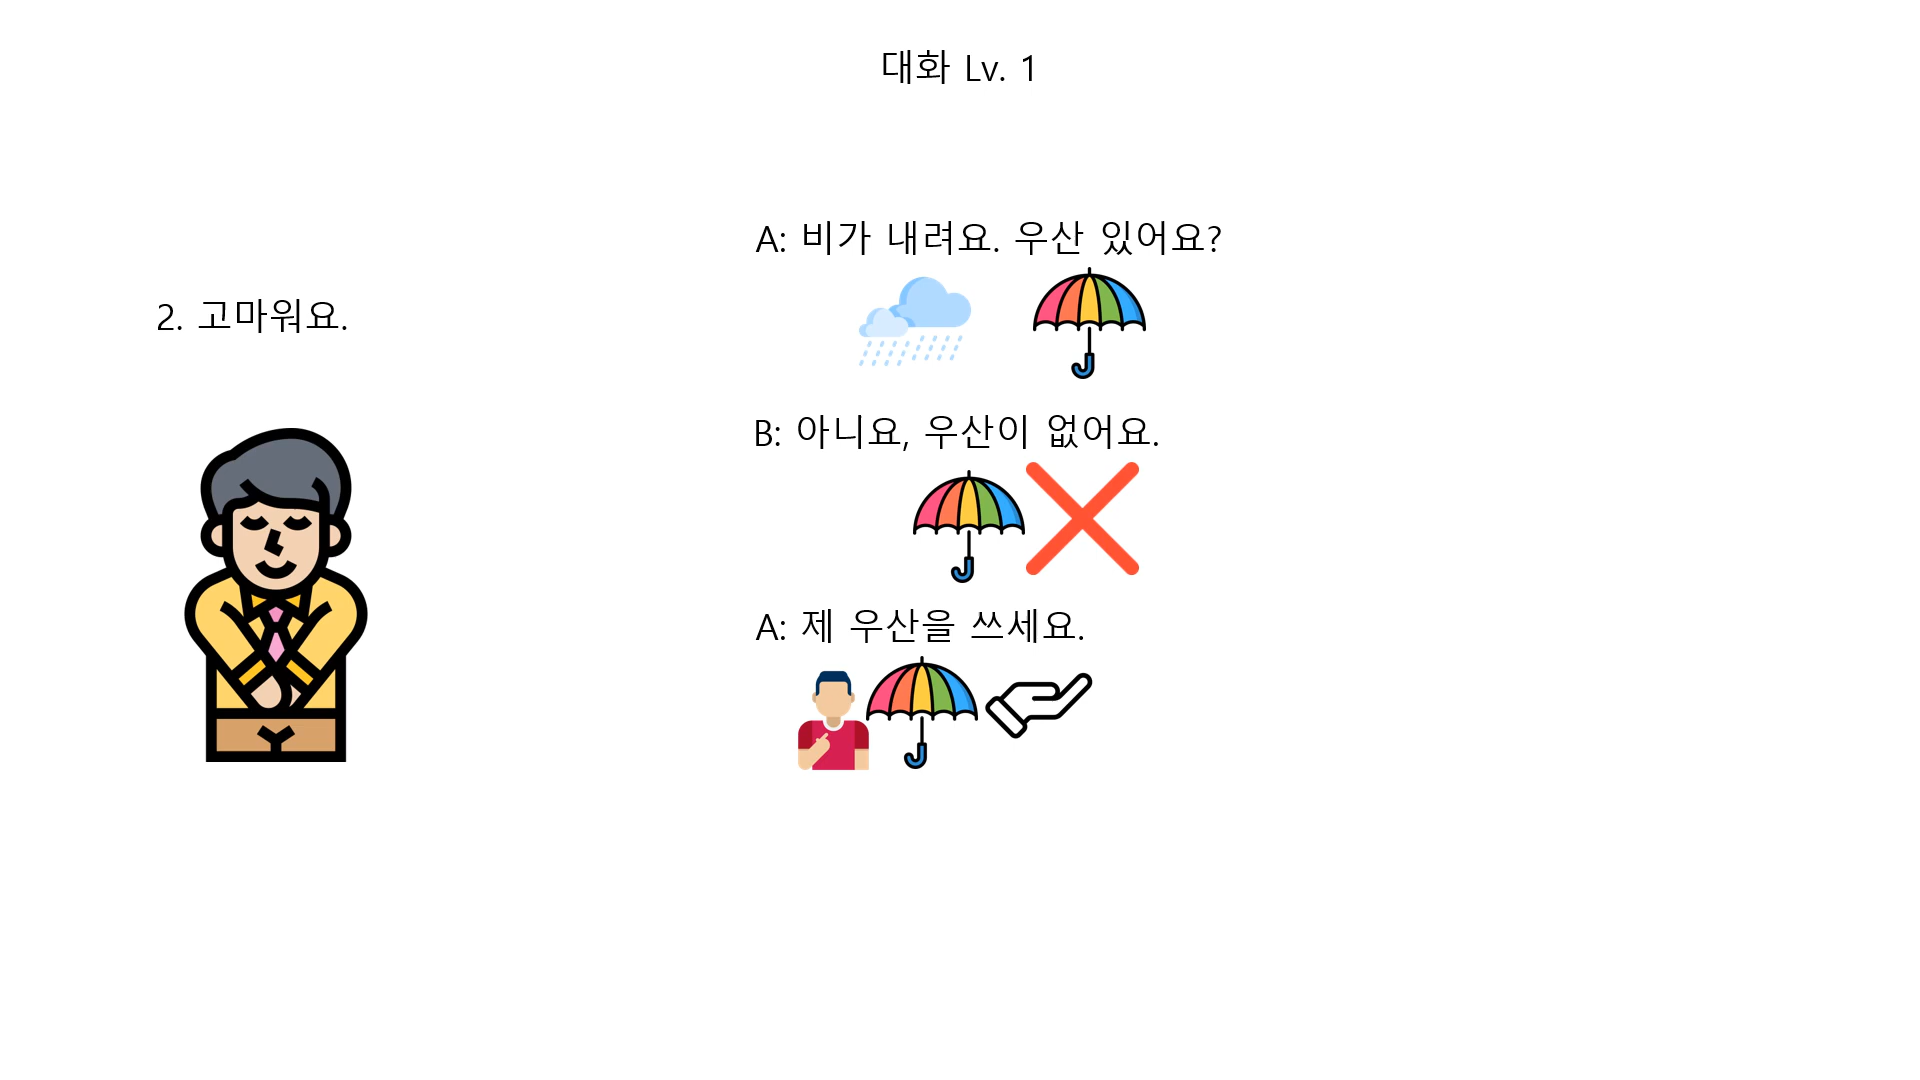 대화 Lv. 1
2. 고마워요.
A: 비가 내려요. 우산 있어요?
B: 아니요, 우산이 없어요.
A: 제 우산을 쓰세요.